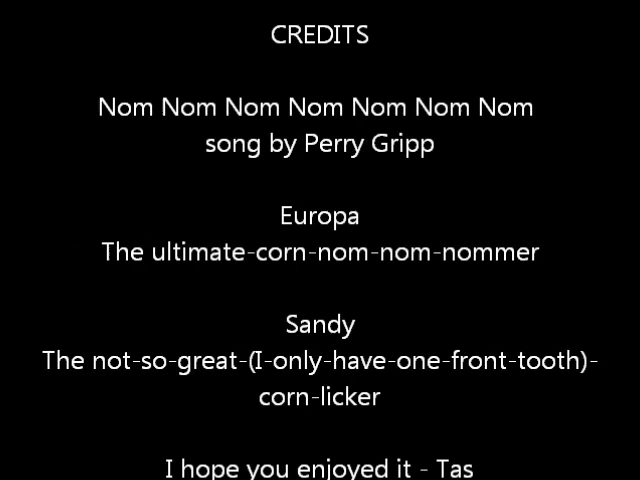 CREDITS
Nom Nom Nom Nom Nom Nom Nom
song by Perry Gripp
Europa
The ultimate-corn-nom-nom-nommer
Sandy
The not-so-great-(I-only-have-one-front-tooth)-
corn-licker
I hope you enjoyed it - Tas